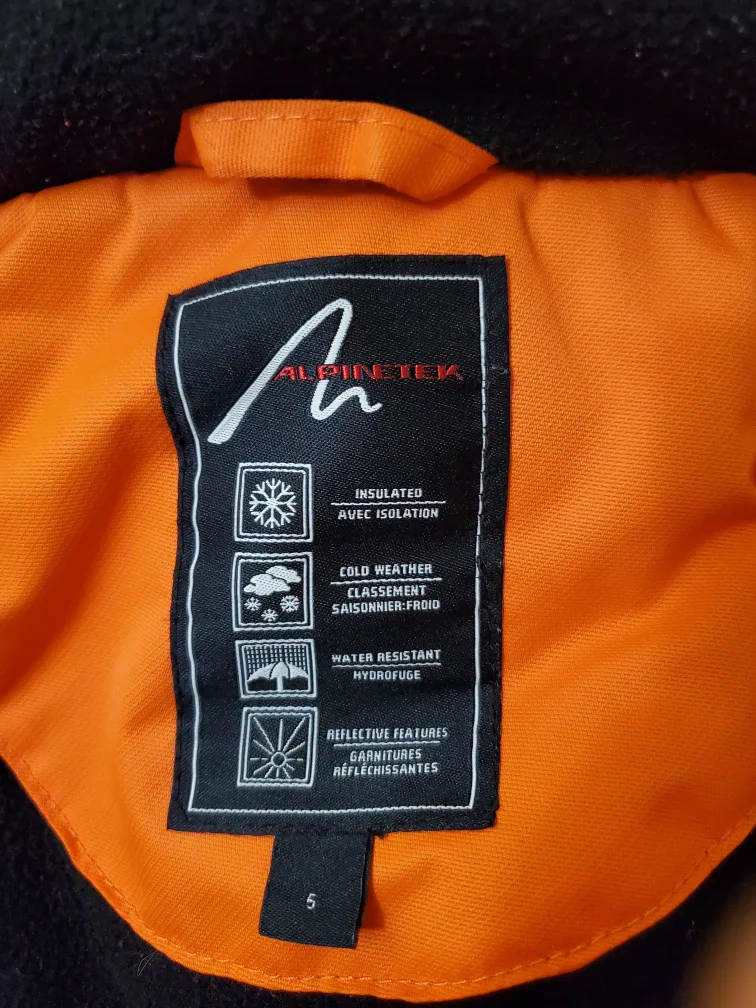 ALPINETEK
INSULATED
AVEC ISOLATION
COLD WEATHER
CLASSEMENT
SAISONNIER:FROID
WATER RESISTANT
HYDROFUGE
REFLECTIVE FEATURES
GARNITURES
RÉFLÉCHISSANTES
5